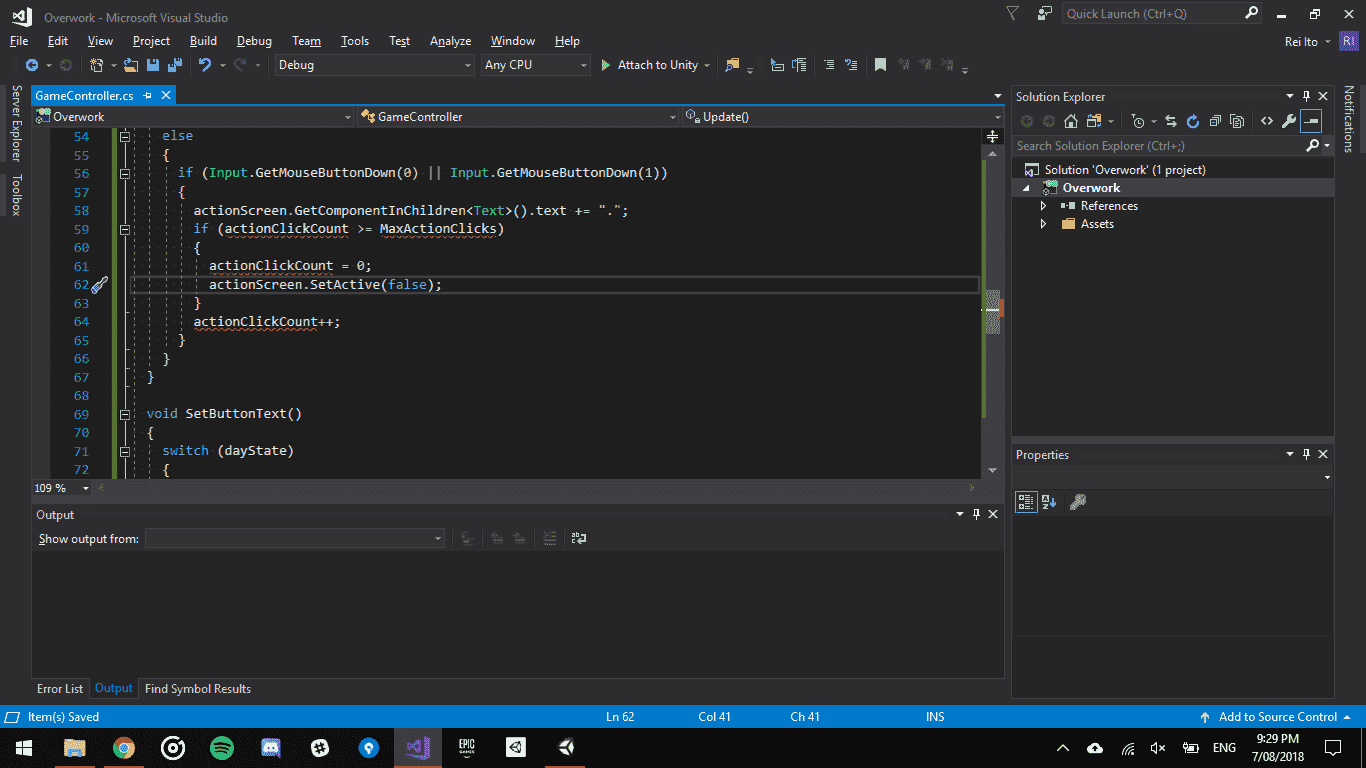 Overwork - Microsoft Visual Studio
Quick Launch (Ctrl+Q)
File Edit View Project Build Debug Team Tools Test Analyze Window Help
Rei Ito
RI
Debug
Any CPU
Attach to Unity
Server Explorer
Toolbox
GameController.cs
Overwork
GameController
Update()
54 else
55 {
56 if (Input.GetMouseButtonDown(0) || Input.GetMouseButtonDown(1))
57 {
58 actionScreen.GetComponentInChildren<Text>().text += ".";
59 if (actionClickCount >= MaxActionClicks)
60 {
61 actionClickCount = 0;
62 actionScreen.SetActive(false);
63 }
64 actionClickCount++;
65 }
66 }
67 }
68
69 void SetButtonText()
70 {
71 switch (dayState)
72 {
109 %
Output
Show output from:
Error List Output Find Symbol Results
Solution Explorer
Search Solution Explorer (Ctrl+;)
Solution 'Overwork' (1 project)
Overwork
References
Assets
Properties
Notifications
Item(s) Saved
Ln 62
Col 41
Ch 41
INS
Add to Source Control
EPIC
GAMES
ENG
9:29 PM
7/08/2018